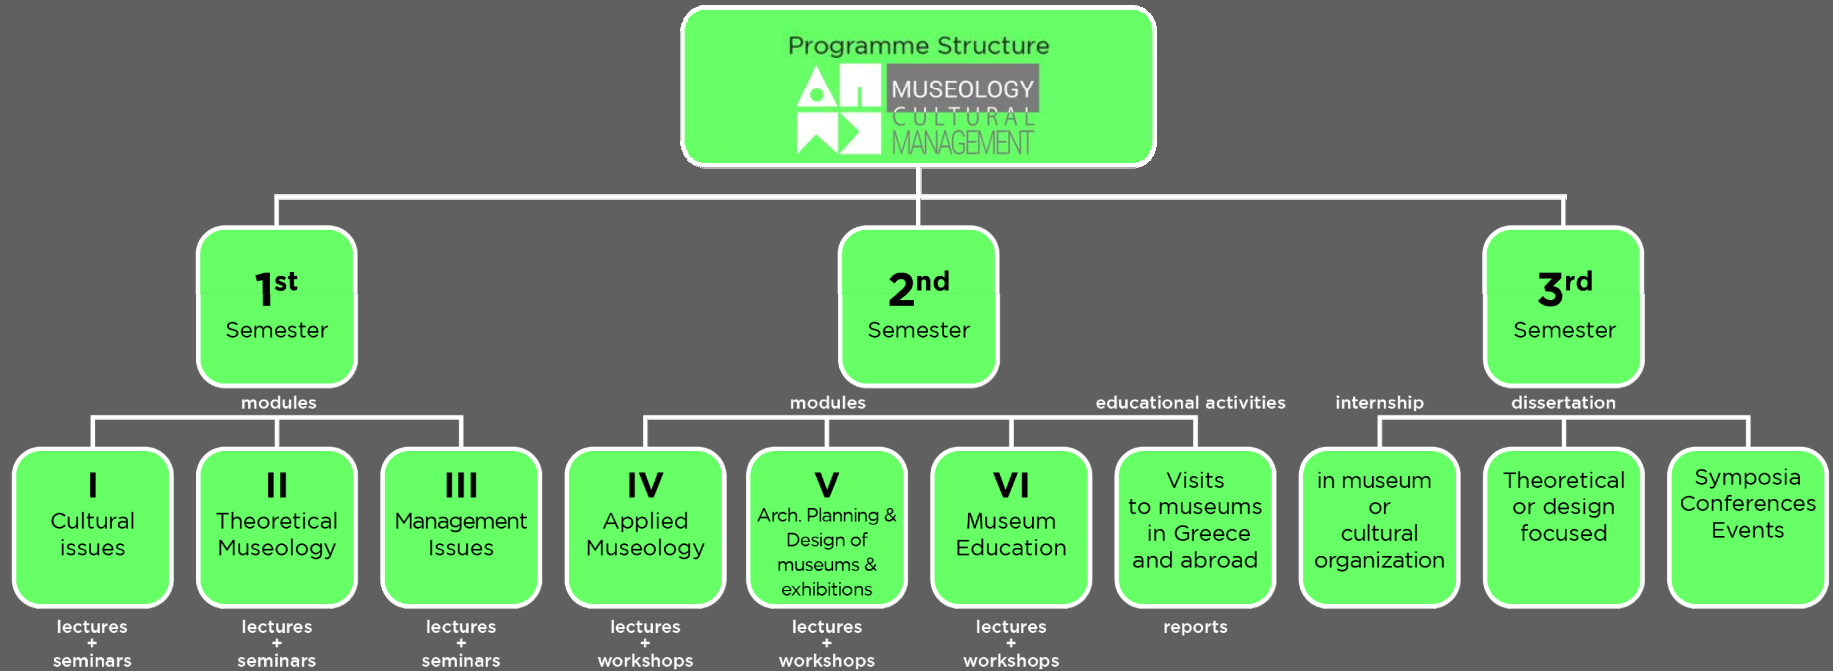 Programme Structure
MUSEOLOGY
CULTURAL
MANAGEMENT
1st
Semester
2nd
Semester
3rd
Semester
modules
modules
educational activities
internship
dissertation
I
Cultural
issues
lectures
+
seminars
II
Theoretical
Museology
lectures
+
seminars
III
Management
Issues
lectures
+
seminars
IV
Applied
Museology
lectures
+
workshops
V
Arch. Planning &
Design of
museums &
exhibitions
lectures
+
workshops
VI
Museum
Education
lectures
+
workshops
Visits
to museums
in Greece
and abroad
reports
in museum
or
cultural
organization
Theoretical
or design
focused
Symposia
Conferences
Events